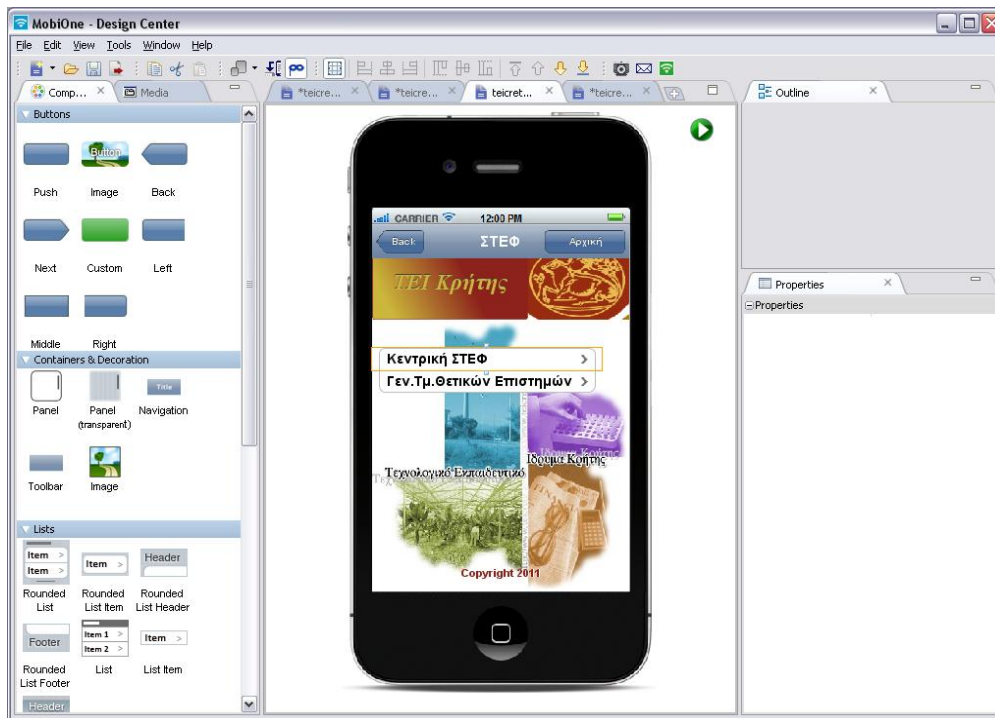 MobiOne - Design Center
File Edit View Tools Window Help
Comp... Media
*teicre... *teicre... teicret... *teicre...
Outline
Buttons
Button
Push Image Back
Next Custom Left
Middle Right
Containers & Decoration
Title
Panel Panel (transparent) Navigation
Toolbar Image
Lists
Item >
Item >
Item >
Header
Rounded List Rounded List Item Rounded List Header
Footer
Item 1 >
Item 2 >
Item >
Rounded List Footer List List Item
Header
CARRIER 12:00 PM
Back ΣΤΕΦ Αρχική
ΤΕΙ Κρήτης
Κεντρική ΣΤΕΦ >
Γεν.Τμ.Θετικών Επιστημών >
Ίδρυμα Κρήτης
Τεχνολογικό Εκπαιδευτικό
Copyright 2011
Properties
Properties